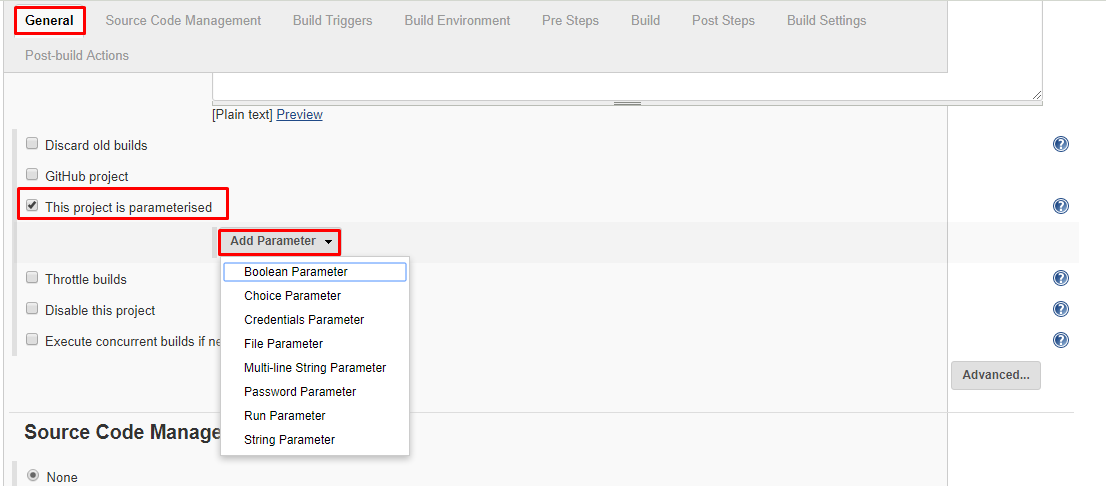 General Source Code Management Build Triggers Build Environment Pre Steps Build Post Steps Build Settings
Post-build Actions
[Plain text] Preview
Discard old builds
?
GitHub project
This project is parameterised
?
Add Parameter
Boolean Parameter
Choice Parameter
Credentials Parameter
File Parameter
Multi-line String Parameter
Password Parameter
Run Parameter
String Parameter
Throttle builds
?
Disable this project
?
Execute concurrent builds if ne
?
Advanced...
Source Code Manage
None